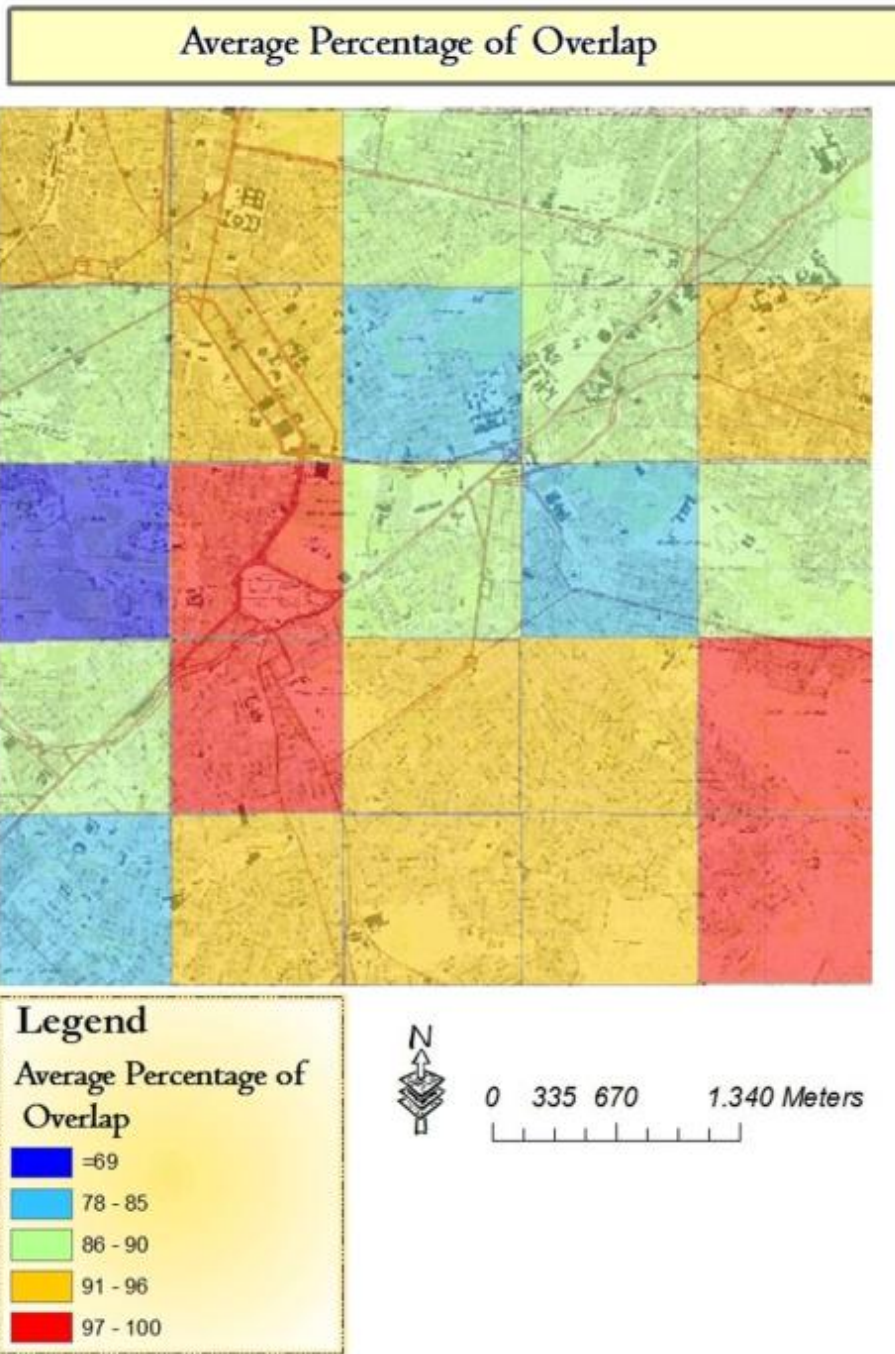 Average Percentage of Overlap
Legend
Average Percentage of
Overlap
=69
78 - 85
86 - 90
91 - 96
97 - 100
N
0 335 670 1.340 Meters